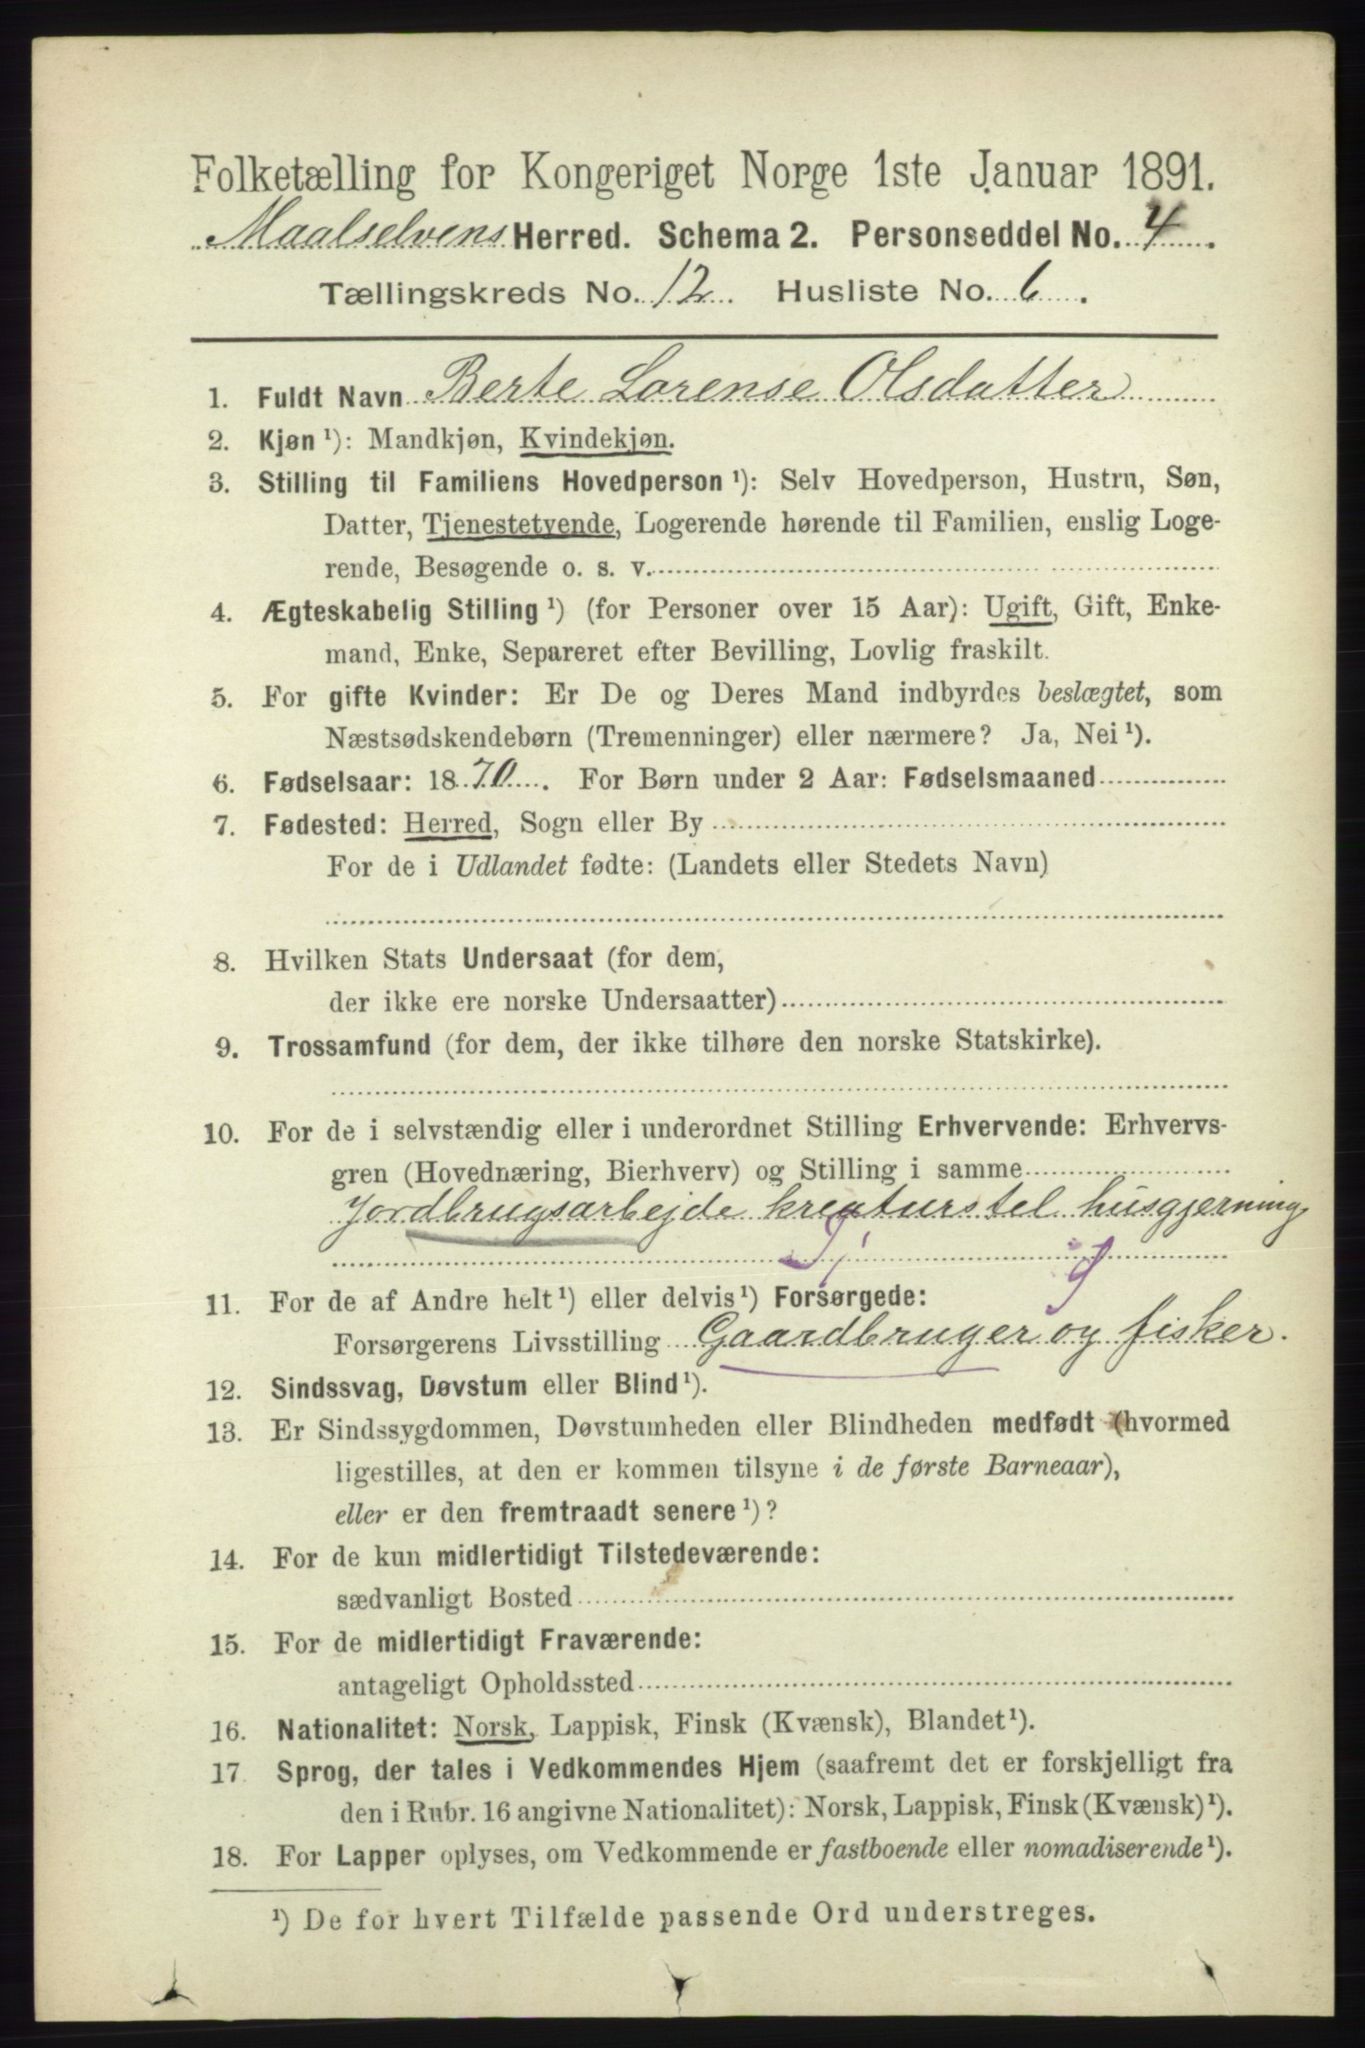 Folketælling for Kongeriget Norge 1ste Januar 1891.
Maalselvens Herred. Schema 2. Personseddel No. 4.
Tællingskreds No. 12. Husliste No. 6.
1. Fuldt Navn Berte Lorense Olsdatter
2. Kjøn ¹): Mandkjøn, Kvindekjøn.
3. Stilling til Familiens Hovedperson ¹): Selv Hovedperson, Hustru, Søn,
Datter, Tjenestetyende, Logerende hørende til Familien, enslig Loge-
rende, Besøgende o. s. v.
4. Ægteskabelig Stilling ¹) (for Personer over 15 Aar): Ugift, Gift, Enke-
mand, Enke, Separeret efter Bevilling, Lovlig fraskilt.
5. For gifte Kvinder: Er De og Deres Mand indbyrdes beslægtet, som
Næstsødskendebørn (Tremenninger) eller nærmere? Ja, Nei ¹).
6. Fødselsaar: 1870. For Børn under 2 Aar: Fødselsmaaned
7. Fødested: Herred, Sogn eller By
For de i Udlandet fødte: (Landets eller Stedets Navn)
8. Hvilken Stats Undersaat (for dem,
der ikke ere norske Undersaatter)
9. Trossamfund (for dem, der ikke tilhøre den norske Statskirke).
10. For de i selvstændig eller i underordnet Stilling Erhvervende: Erhvervs-
gren (Hovednæring, Bierhverv) og Stilling i samme
Jordbrugsarbejde kreaturstel husgjerning
11. For de af Andre helt ¹) eller delvis ¹) Forsørgede:
Forsørgerens Livsstilling Gaardbruger og fisker.
12. Sindssvag, Døvstum eller Blind ¹).
13. Er Sindssygdommen, Døvstumheden eller Blindheden medfødt (hvormed
ligestilles, at den er kommen tilsyne i de første Barneaar),
eller er den fremtraadt senere ¹)?
14. For de kun midlertidigt Tilstedeværende:
sædvanligt Bosted
15. For de midlertidigt Fraværende:
antageligt Opholdssted
16. Nationalitet: Norsk, Lappisk, Finsk (Kvænsk), Blandet ¹).
17. Sprog, der tales i Vedkommendes Hjem (saafremt det er forskjelligt fra
den i Rubr. 16 angivne Nationalitet): Norsk, Lappisk, Finsk (Kvænsk) ¹).
18. For Lapper oplyses, om Vedkommende er fastboende eller nomadiserende ¹).
¹) De for hvert Tilfælde passende Ord understreges.